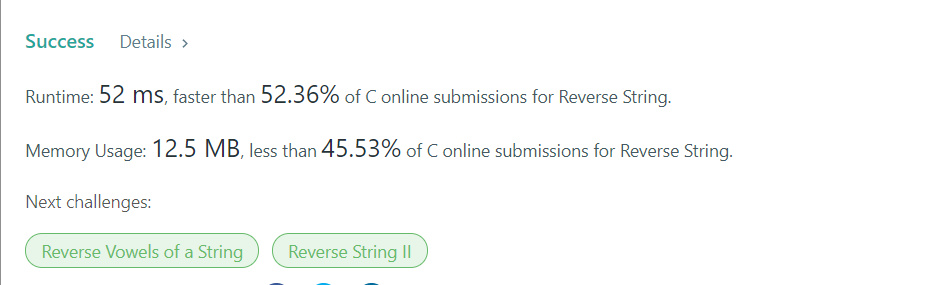 Success Details >
Runtime: 52 ms, faster than 52.36% of C online submissions for Reverse String.
Memory Usage: 12.5 MB, less than 45.53% of C online submissions for Reverse String.
Next challenges:
Reverse Vowels of a String Reverse String II